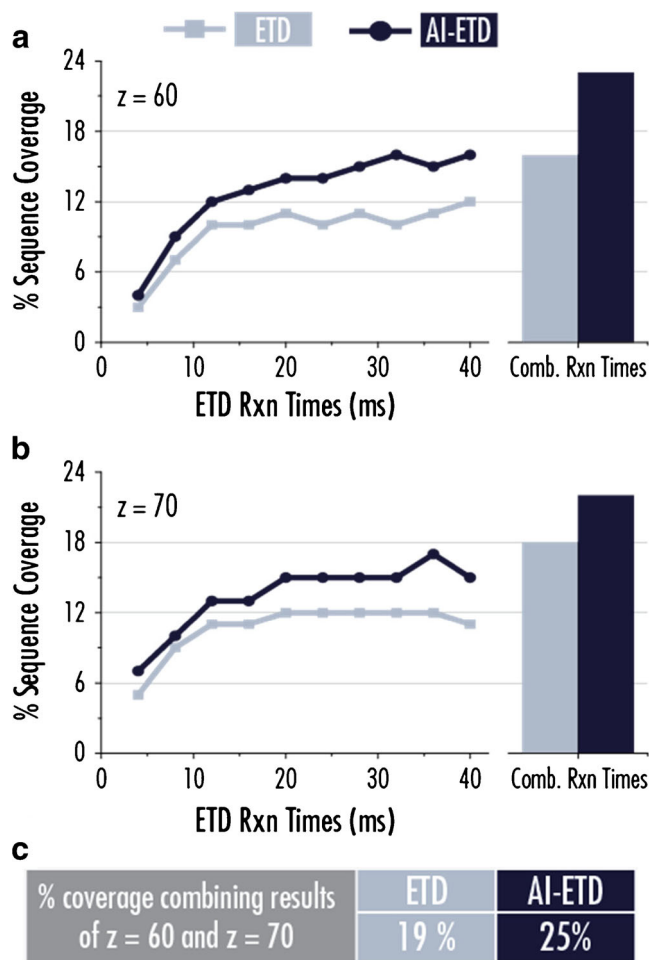 a
ETD AI-ETD
24
18
12
6
0
% Sequence Coverage
z = 60
0 10 20 30 40
ETD Rxn Times (ms)
Comb. Rxn Times
b
24
18
12
6
0
% Sequence Coverage
z = 70
0 10 20 30 40
ETD Rxn Times (ms)
Comb. Rxn Times
c
% coverage combining results
of z = 60 and z = 70
ETD AI-ETD
19 % 25%